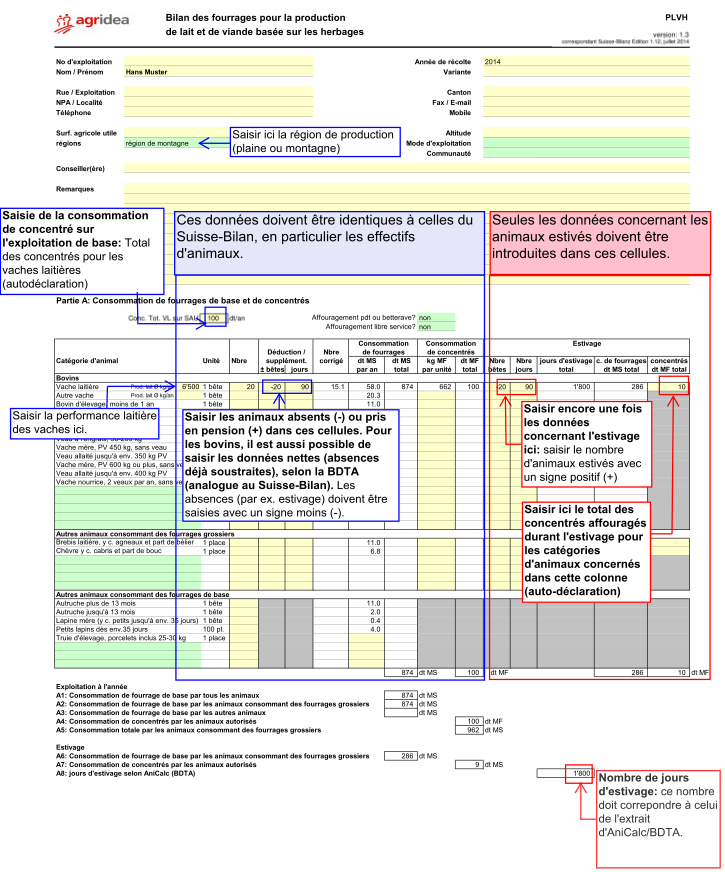 agridea
Bilan des fourrages pour la production
de lait et de viande basée sur les herbages
PLVH
version: 1.3
correspondant Suisse-Bilanz Edition 1.12, juillet 2014
No d'exploitation
Année de récolte 2014
Nom / Prénom Hans Muster
Variante
Rue / Exploitation
Canton
NPA / Localité
Fax / E-mail
Téléphone
Mobile
Surf. agricole utile
Altitude
régions région de montagne
Mode d'exploitation
Communauté
Saisir ici la région de production
(plaine ou montagne)
Conseiller(ère)
Remarques
Saisie de la consommation
de concentré sur
l'exploitation de base: Total
des concentrés pour les
vaches laitières
(autodéclaration)
Ces données doivent être identiques à celles du
Suisse-Bilan, en particulier les effectifs
d'animaux.
Seules les données concernant les
animaux estivés doivent être
introduites dans ces cellules.
Partie A: Consommation de fourrages de base et de concentrés
Conc. Tot. VL sur SAU 100 dt/an
Affouragement pdt ou betterave? non
Affouragement libre service? non
Catégorie d'animal Unité Nbre
Déduction /
supplément.
± bêtes jours
Nbre
corrigé
Consommation
de fourrages
dt MS dt MS
par an total
Consommation
de concentrés
kg MF dt MF
par unité total
Estivage
Nbre Nbre jours d'estivage c. de fourrages concentrés
bêtes jours total dt MS total dt MF total
Bovins
Vache laitière Prod. lait Ø kg/an 6'500 1 bête 20 -20 90 15.1 58.0 874 662 100 20 90 1'800 286 10
Autre vache Prod. lait Ø kg/an 1 bête 20.3
Bovin d'élevage, moins de 1 an 1 bête 11.0
Saisir la performance laitière
des vaches ici.
Saisir les animaux absents (-) ou pris
en pension (+) dans ces cellules. Pour
les bovins, il est aussi possible de
saisir les données nettes (absences
déjà soustraites), selon la BDTA
(analogue au Suisse-Bilan). Les
absences (par ex. estivage) doivent être
saisies avec un signe moins (-).
Saisir encore une fois
les données
concernant l'estivage
ici: saisir le nombre
d'animaux estivés avec
un signe positif (+)
Saisir ici le total des
concentrés affouragés
durant l'estivage pour
les catégories
d'animaux concernés
dans cette colonne
(auto-déclaration)
Vache mère, PV 450 kg, sans veau
Veau allaité jusqu'à env. 350 kg PV
Vache mère, PV 600 kg ou plus, sans ve
Veau allaité jusqu'à env. 400 kg PV
Vache nourrice, 2 veaux par an, sans ve
Autres animaux consommant des fourrages grossiers
Brebis laitière, y c. agneaux et part de bélier 1 place 11.0
Chèvre y c. cabris et part de bouc 1 place 6.8
Autres animaux consommant des fourrages de base
Autruche plus de 13 mois 1 bête 11.0
Autruche jusqu'à 13 mois 1 bête 2.0
Lapine mère (y c. petits jusqu'à env. 35 jours) 1 bête 0.4
Petits lapins dès env.35 jours 100 pl. 4.0
Truie d'élevage, porcelets inclus 25-30 kg 1 place
874 dt MS 100 dt MF 286 dt MS 10 dt MF
Exploitation à l'année
A1: Consommation de fourrage de base par tous les animaux 874 dt MS
A2: Consommation de fourrage de base par les animaux consommant des fourrages grossiers 874 dt MS
A3: Consommation de fourrage de base par les autres animaux dt MS
A4: Consommation de concentrés par les animaux autorisés 100 dt MF
A5: Consommation totale par les animaux consommant des fourrages grossiers 962 dt MS
Estivage
A6: Consommation de fourrage de base par les animaux consommant des fourrages grossiers 286 dt MS
A7: Consommation de concentrés par les animaux autorisés 9 dt MS
A8: jours d'estivage selon AniCalc (BDTA) 1'800
Nombre de jours
d'estivage: ce nombre
doit correpondre à celui
de l'extrait
d'AniCalc/BDTA.